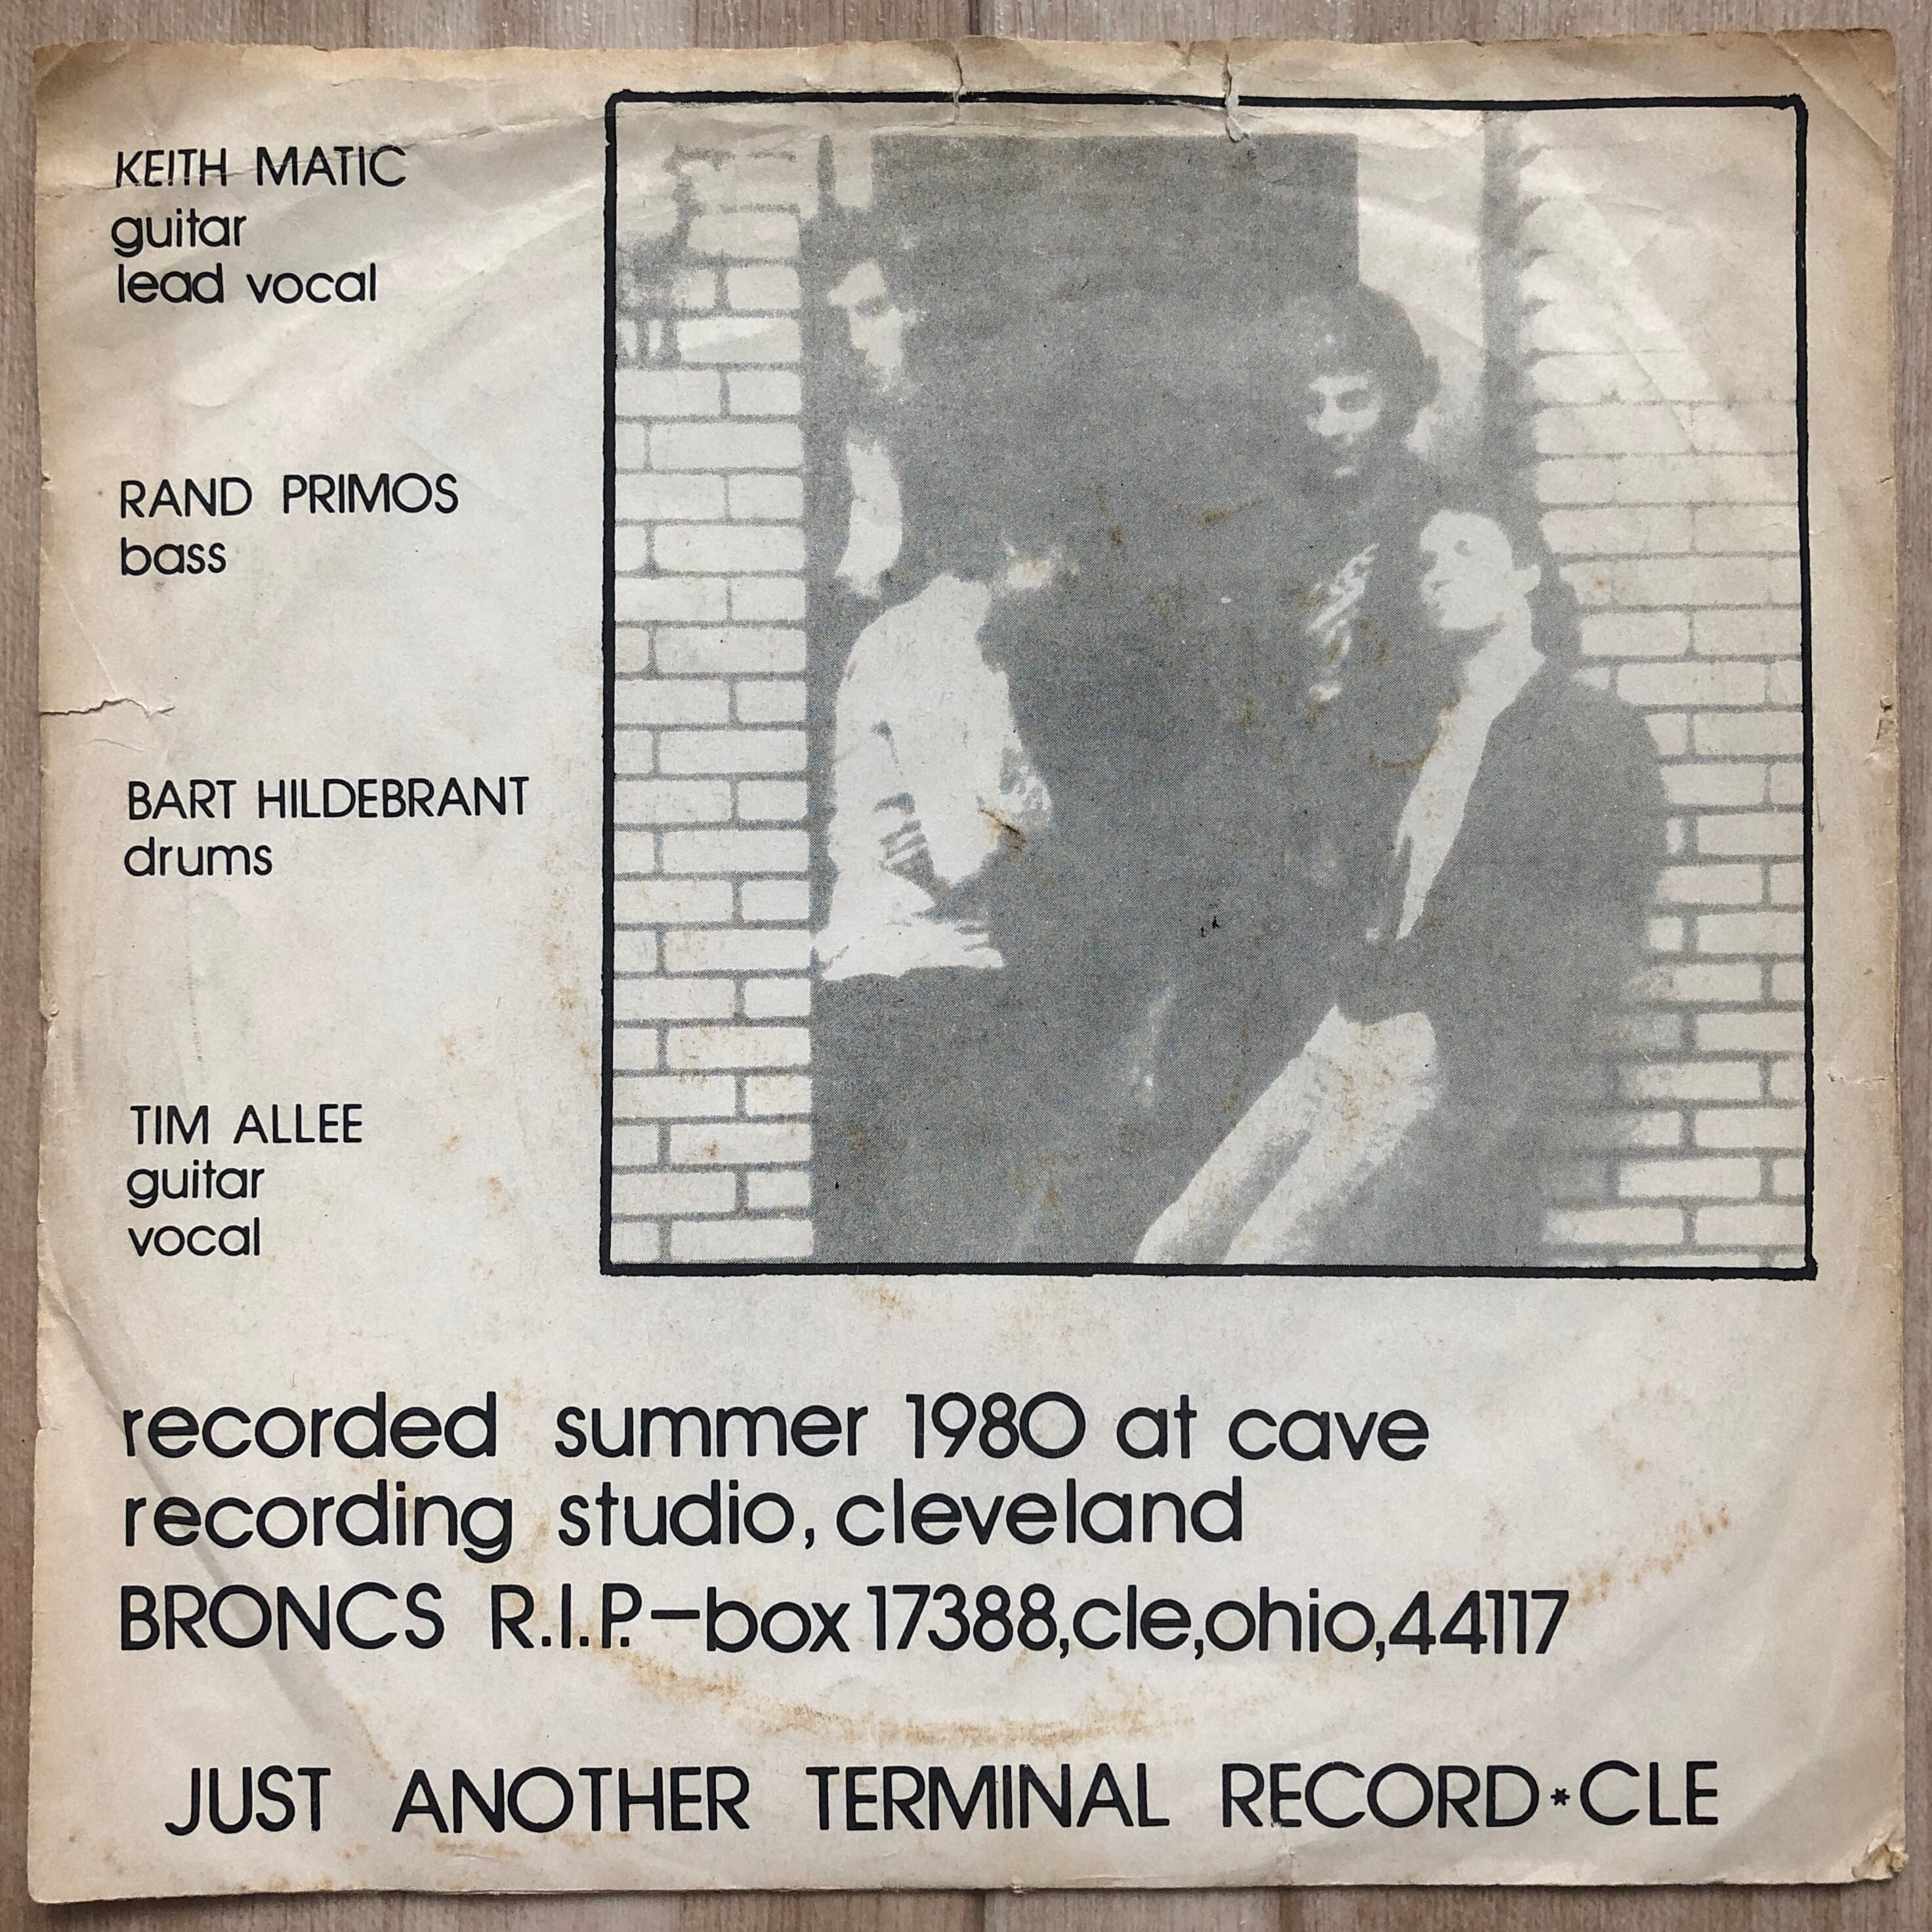 KEITH MATIC
guitar
lead vocal
RAND PRIMOS
bass
BART HILDEBRANT
drums
TIM ALLEE
guitar
vocal
recorded summer 1980 at cave
recording studio, cleveland
BRONCS R.I.P.-box 17388,cle,ohio,44117
JUST ANOTHER TERMINAL RECORD*CLE